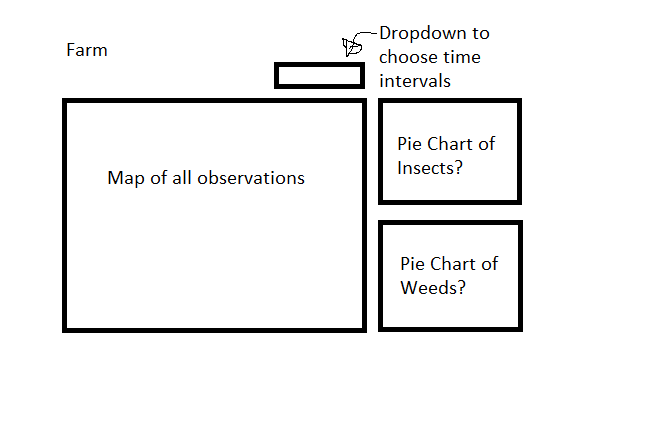 Farm
Dropdown to
choose time
intervals
Map of all observations
Pie Chart of
Insects?
Pie Chart of
Weeds?